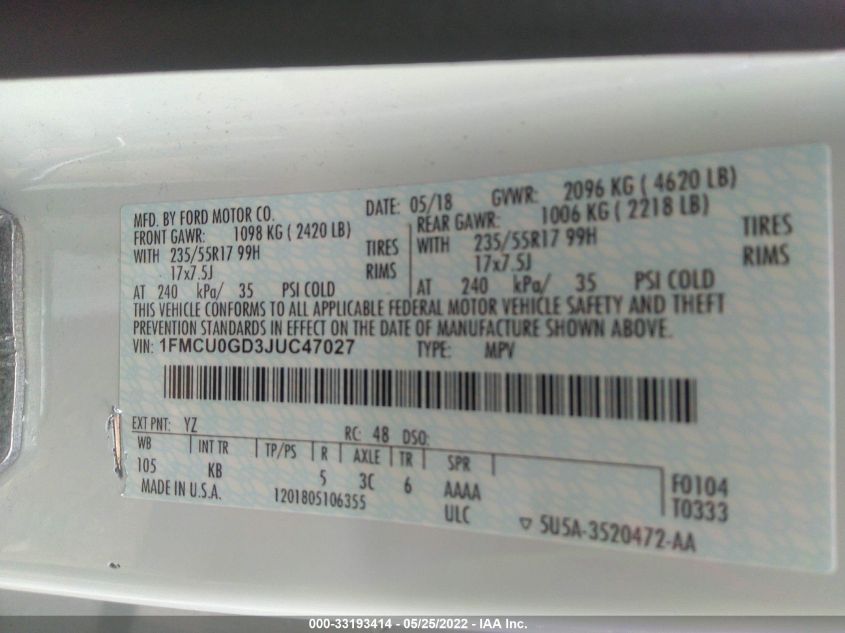 MFD. BY FORD MOTOR CO. DATE: 05/18 GVWR: 2096 KG ( 4620 LB)
FRONT GAWR: 1098 KG ( 2420 LB) REAR GAWR: 1006 KG ( 2218 LB)
WITH 235/55R17 99H TIRES WITH 235/55R17 99H TIRES
17x7.5J RIMS 17x7.5J RIMS
AT 240 kPa/ 35 PSI COLD AT 240 kPa/ 35 PSI COLD
THIS VEHICLE CONFORMS TO ALL APPLICABLE FEDERAL MOTOR VEHICLE SAFETY AND THEFT
PREVENTION STANDARDS IN EFFECT ON THE DATE OF MANUFACTURE SHOWN ABOVE.
VIN: 1FMCU0GD3JUC47027 TYPE: MPV
EXT PNT: YZ RC: 48 DSO:
WB INT TR TP/PS R AXLE TR SPR
105 KB 5 3C 6 AAAA F0104
MADE IN U.S.A. 1201805106355 ULC T0333
▽ 5U5A-3520472-AA
000-33193414 - 05/25/2022 - IAA Inc.